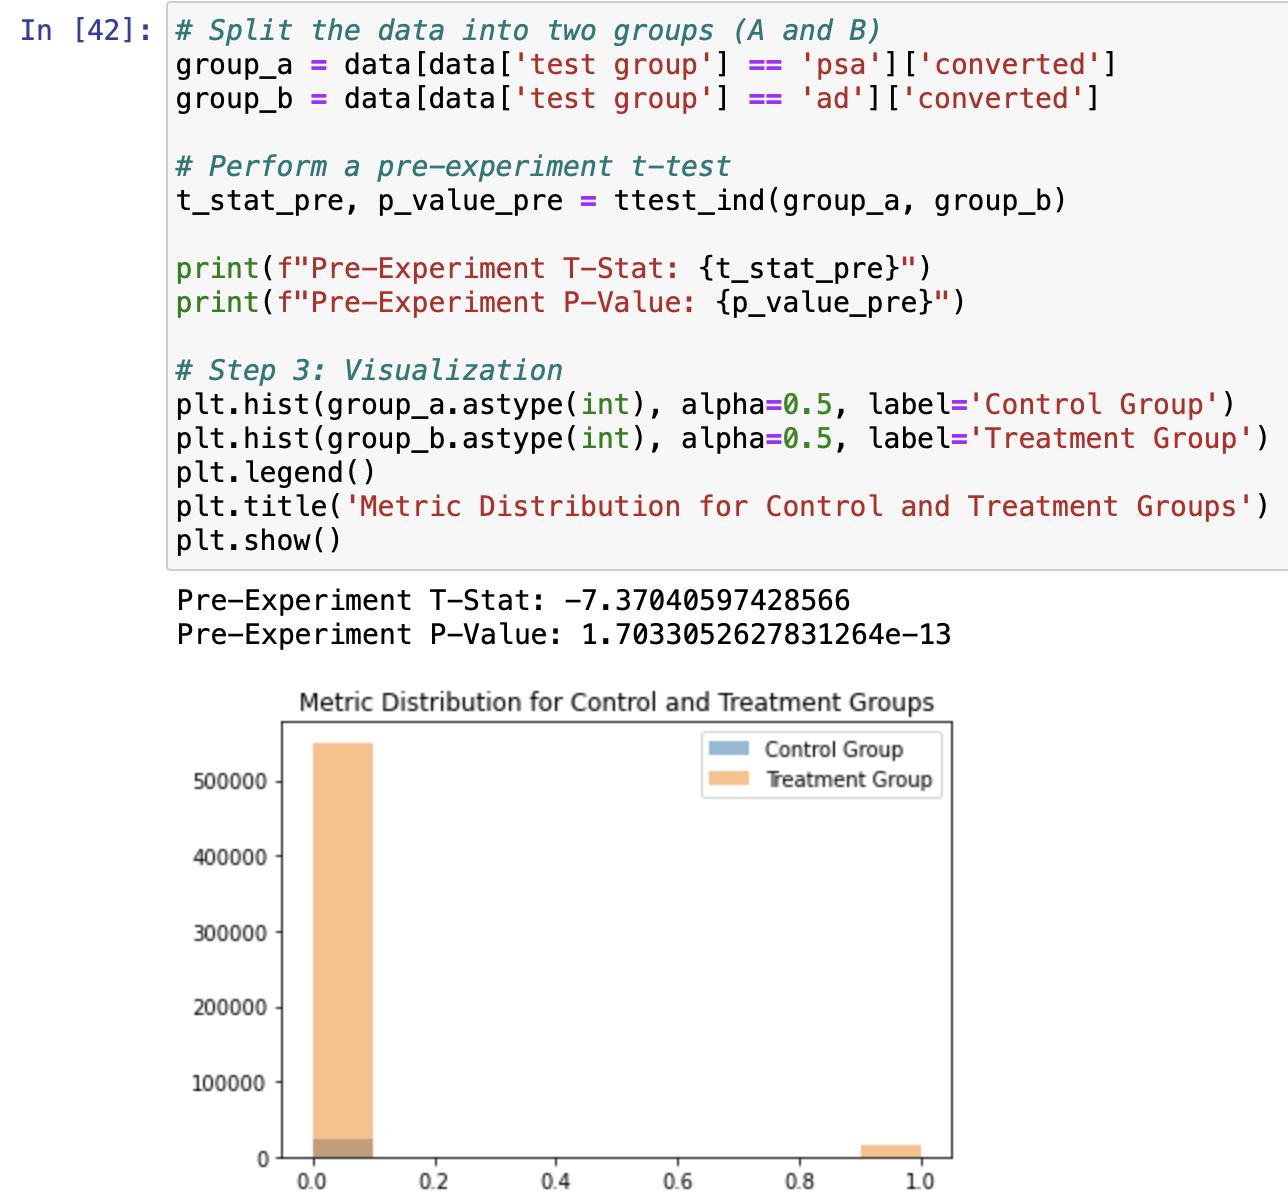 In [42]:
# Split the data into two groups (A and B)
group_a = data[data['test group'] == 'psa']['converted']
group_b = data[data['test group'] == 'ad']['converted']
# Perform a pre-experiment t-test
t_stat_pre, p_value_pre = ttest_ind(group_a, group_b)
print(f"Pre-Experiment T-Stat: {t_stat_pre}")
print(f"Pre-Experiment P-Value: {p_value_pre}")
# Step 3: Visualization
plt.hist(group_a.astype(int), alpha=0.5, label='Control Group')
plt.hist(group_b.astype(int), alpha=0.5, label='Treatment Group')
plt.legend()
plt.title('Metric Distribution for Control and Treatment Groups')
plt.show()
Pre-Experiment T-Stat: -7.37040597428566
Pre-Experiment P-Value: 1.7033052627831264e-13
Metric Distribution for Control and Treatment Groups
Control Group
Treatment Group
500000
400000
300000
200000
100000
0
0.0 0.2 0.4 0.6 0.8 1.0